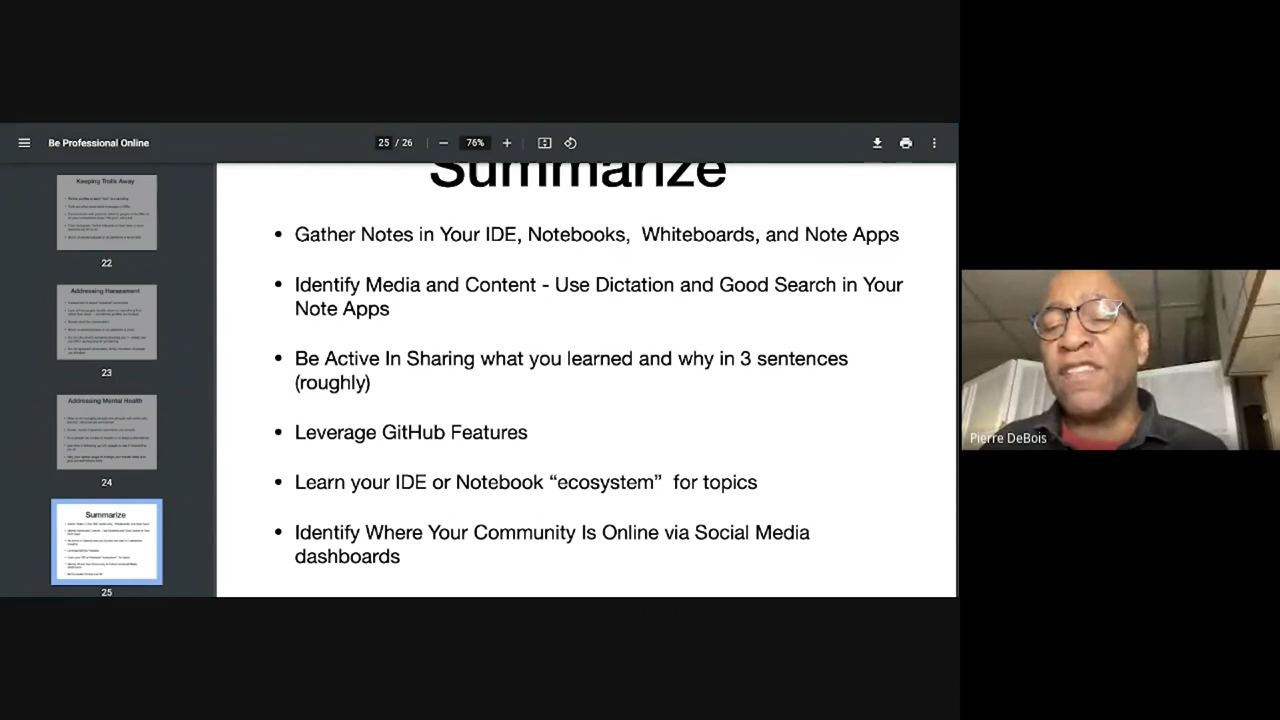 Be Professional Online
25 / 26
76%
Keeping Trolls Away
22
Addressing Harassment
23
Addressing Mental Health
24
Summarize
25
Summarize
• Gather Notes in Your IDE, Notebooks, Whiteboards, and Note Apps
• Identify Media and Content - Use Dictation and Good Search in Your
Note Apps
• Be Active In Sharing what you learned and why in 3 sentences
(roughly)
• Leverage GitHub Features
• Learn your IDE or Notebook “ecosystem” for topics
• Identify Where Your Community Is Online via Social Media
dashboards
Pierre DeBois